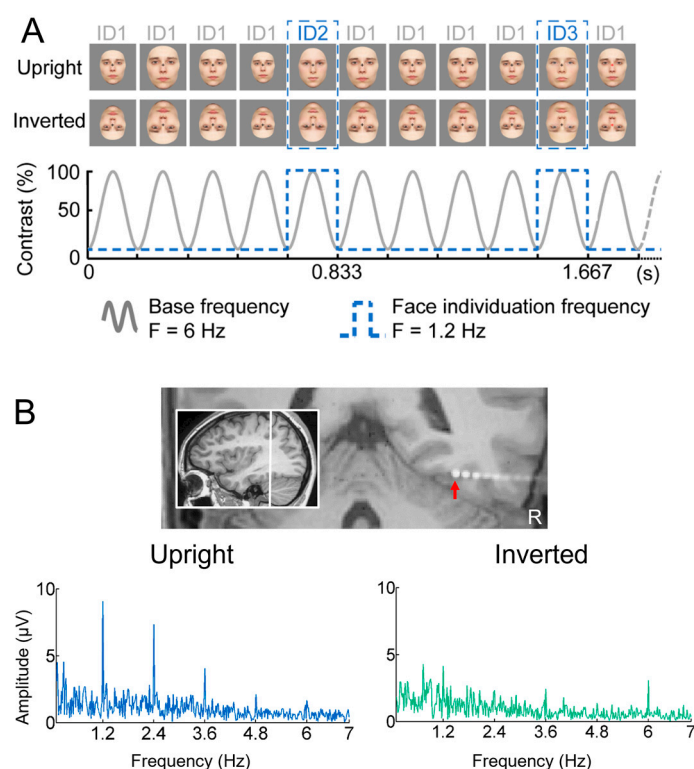 A
ID1 ID1 ID1 ID1 ID2 ID1 ID1 ID1 ID1 ID3 ID1
Upright
Inverted
Contrast (%)
100
50
0
0 0.833 1.667 (s)
Base frequency
F = 6 Hz
Face individuation frequency
F = 1.2 Hz
B
R
Upright
Inverted
Amplitude (µV)
10
5
0
1.2 2.4 3.6 4.8 6 7
Frequency (Hz)
10
5
0
1.2 2.4 3.6 4.8 6 7
Frequency (Hz)